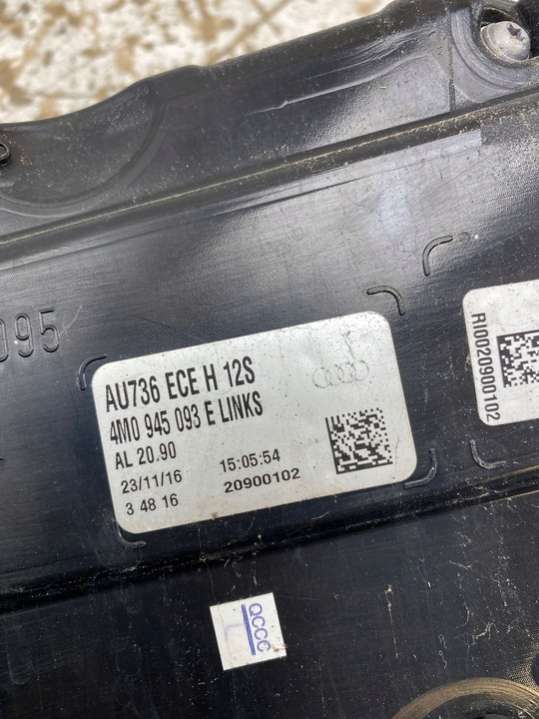 095
AU736 ECE H 12S
4M0 945 093 E LINKS
AL 20.90
23/11/16 15:05:54
3 48 16 20900102
RI0020900102
QCCC